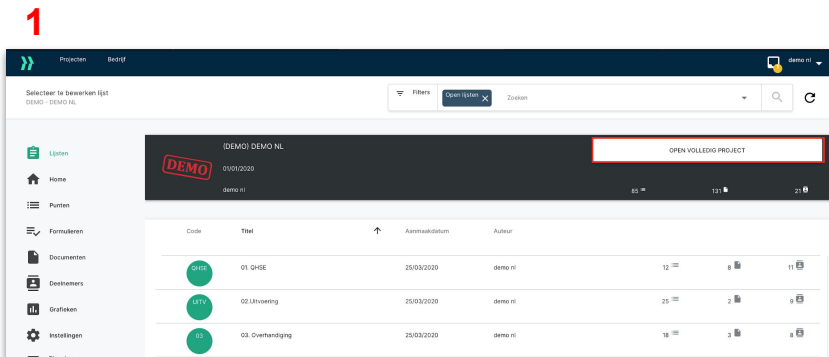 1
Projecten Bedrijf demo nl
Selecteer te bewerken lijst
DEMO - DEMO NL
Filters Open lijsten Zoeken
Lijsten
Home
Punten
Formulieren
Documenten
Deelnemers
Grafieken
Instellingen
DEMO
(DEMO) DEMO NL
01/01/2020
demo nl
OPEN VOLLEDIG PROJECT
85 131 21
Code Titel Aanmaakdatum Auteur
QHSE 01. QHSE 25/03/2020 demo nl 12 8 11
UITV 02.Uitvoering 25/03/2020 demo nl 25 2 9
03 03. Overhandiging 25/03/2020 demo nl 18 3 8